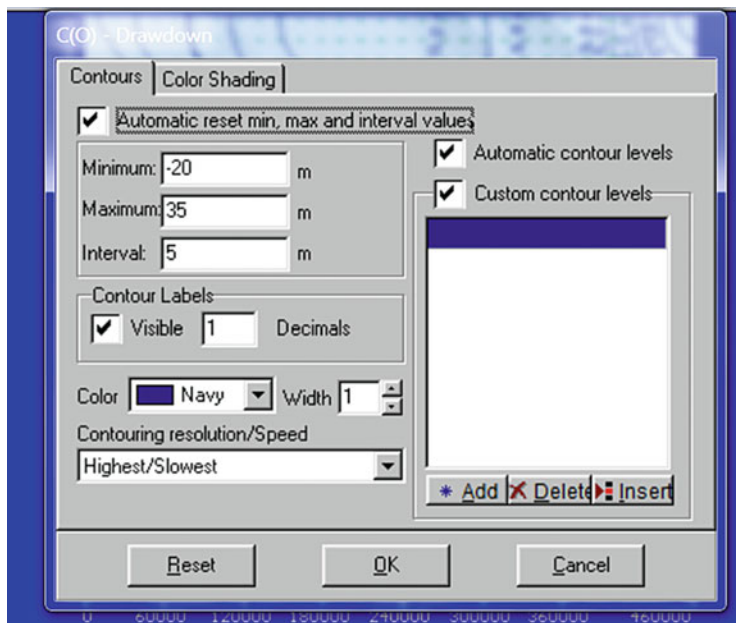 C(O) - Drawdown
Contours
Color Shading
Automatic reset min, max and interval values
Minimum: -20 m
Maximum: 35 m
Interval: 5 m
Contour Labels
Visible 1 Decimals
Color Navy Width 1
Contouring resolution/Speed
Highest/Slowest
Automatic contour levels
Custom contour levels
Add Delete Insert
Reset OK Cancel
0 60000 120000 180000 240000 300000 360000 460000